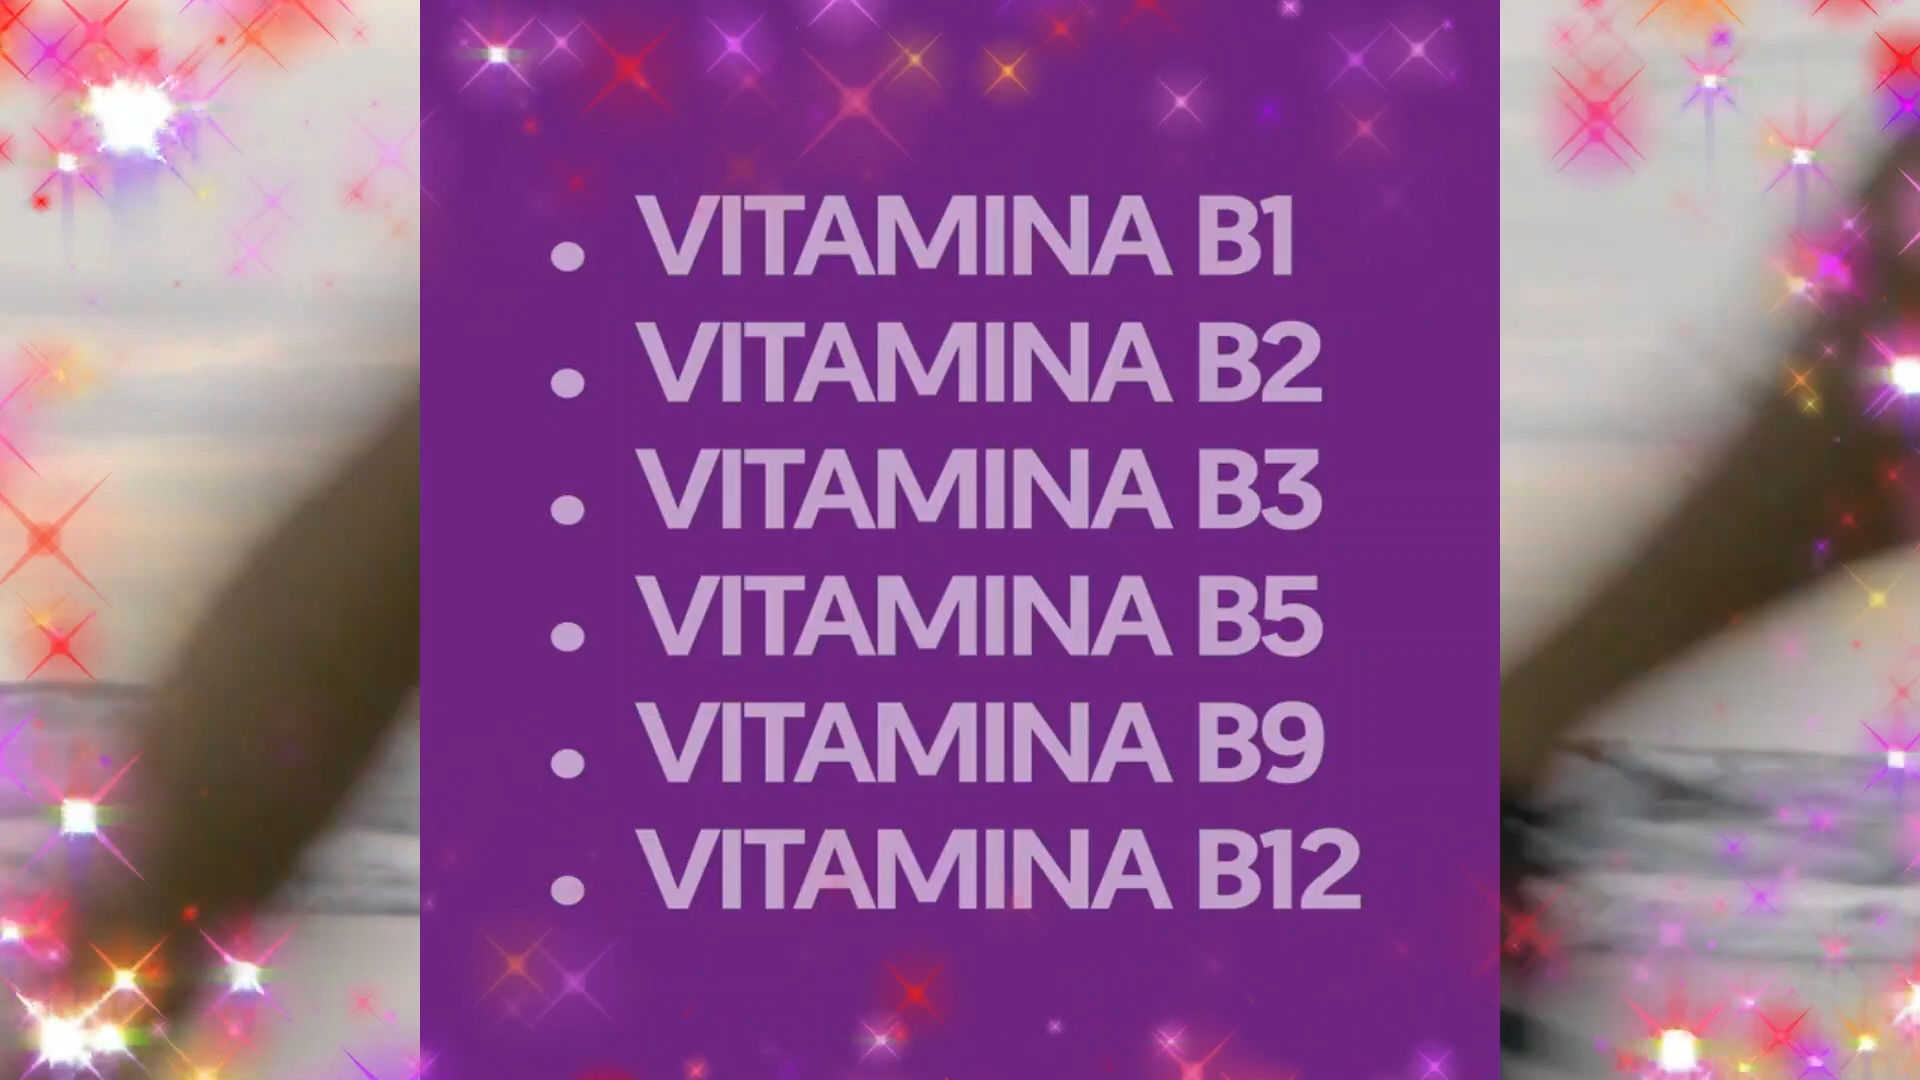 • VITAMINA B1
• VITAMINA B2
• VITAMINA B3
• VITAMINA B5
• VITAMINA B9
• VITAMINA B12